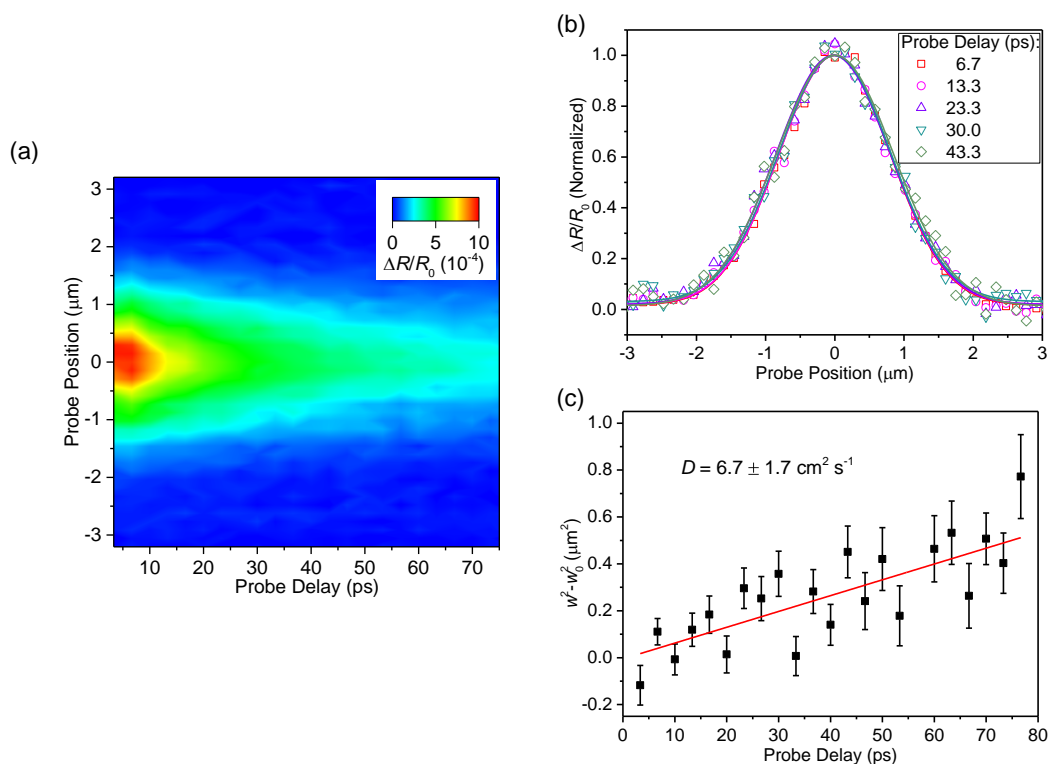 (a)
3
2
1
0
-1
-2
-3
Probe Position (μm)
10 20 30 40 50 60 70
Probe Delay (ps)
0 5 10
ΔR/R₀ (10⁻⁴)
(b)
1.0
0.8
0.6
0.4
0.2
0.0
ΔR/R₀ (Normalized)
-3 -2 -1 0 1 2 3
Probe Position (μm)
Probe Delay (ps):
6.7
13.3
23.3
30.0
43.3
(c)
1.0
0.8
0.6
0.4
0.2
0.0
-0.2
w²-w₀² (μm²)
D = 6.7 ± 1.7 cm² s⁻¹
0 10 20 30 40 50 60 70 80
Probe Delay (ps)